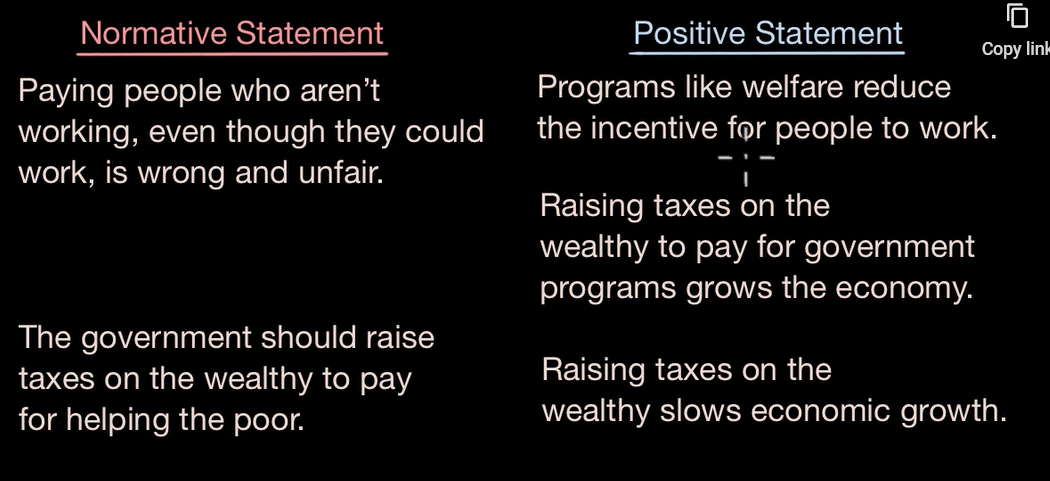 Normative Statement
Positive Statement
Copy link
Paying people who aren't
working, even though they could
work, is wrong and unfair.
The government should raise
taxes on the wealthy to pay
for helping the poor.
Programs like welfare reduce
the incentive for people to work.
Raising taxes on the
wealthy to pay for government
programs grows the economy.
Raising taxes on the
wealthy slows economic growth.